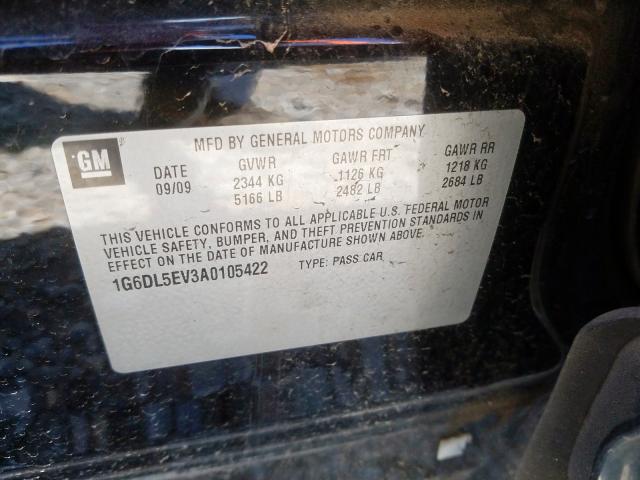 GM
MFD BY GENERAL MOTORS COMPANY
DATE GVWR GAWR FRT GAWR RR
09/09 2344 KG 1126 KG 1218 KG
5166 LB 2482 LB 2684 LB
THIS VEHICLE CONFORMS TO ALL APPLICABLE U.S. FEDERAL MOTOR
VEHICLE SAFETY, BUMPER, AND THEFT PREVENTION STANDARDS IN
EFFECT ON THE DATE OF MANUFACTURE SHOWN ABOVE.
1G6DL5EV3A0105422 TYPE: PASS CAR